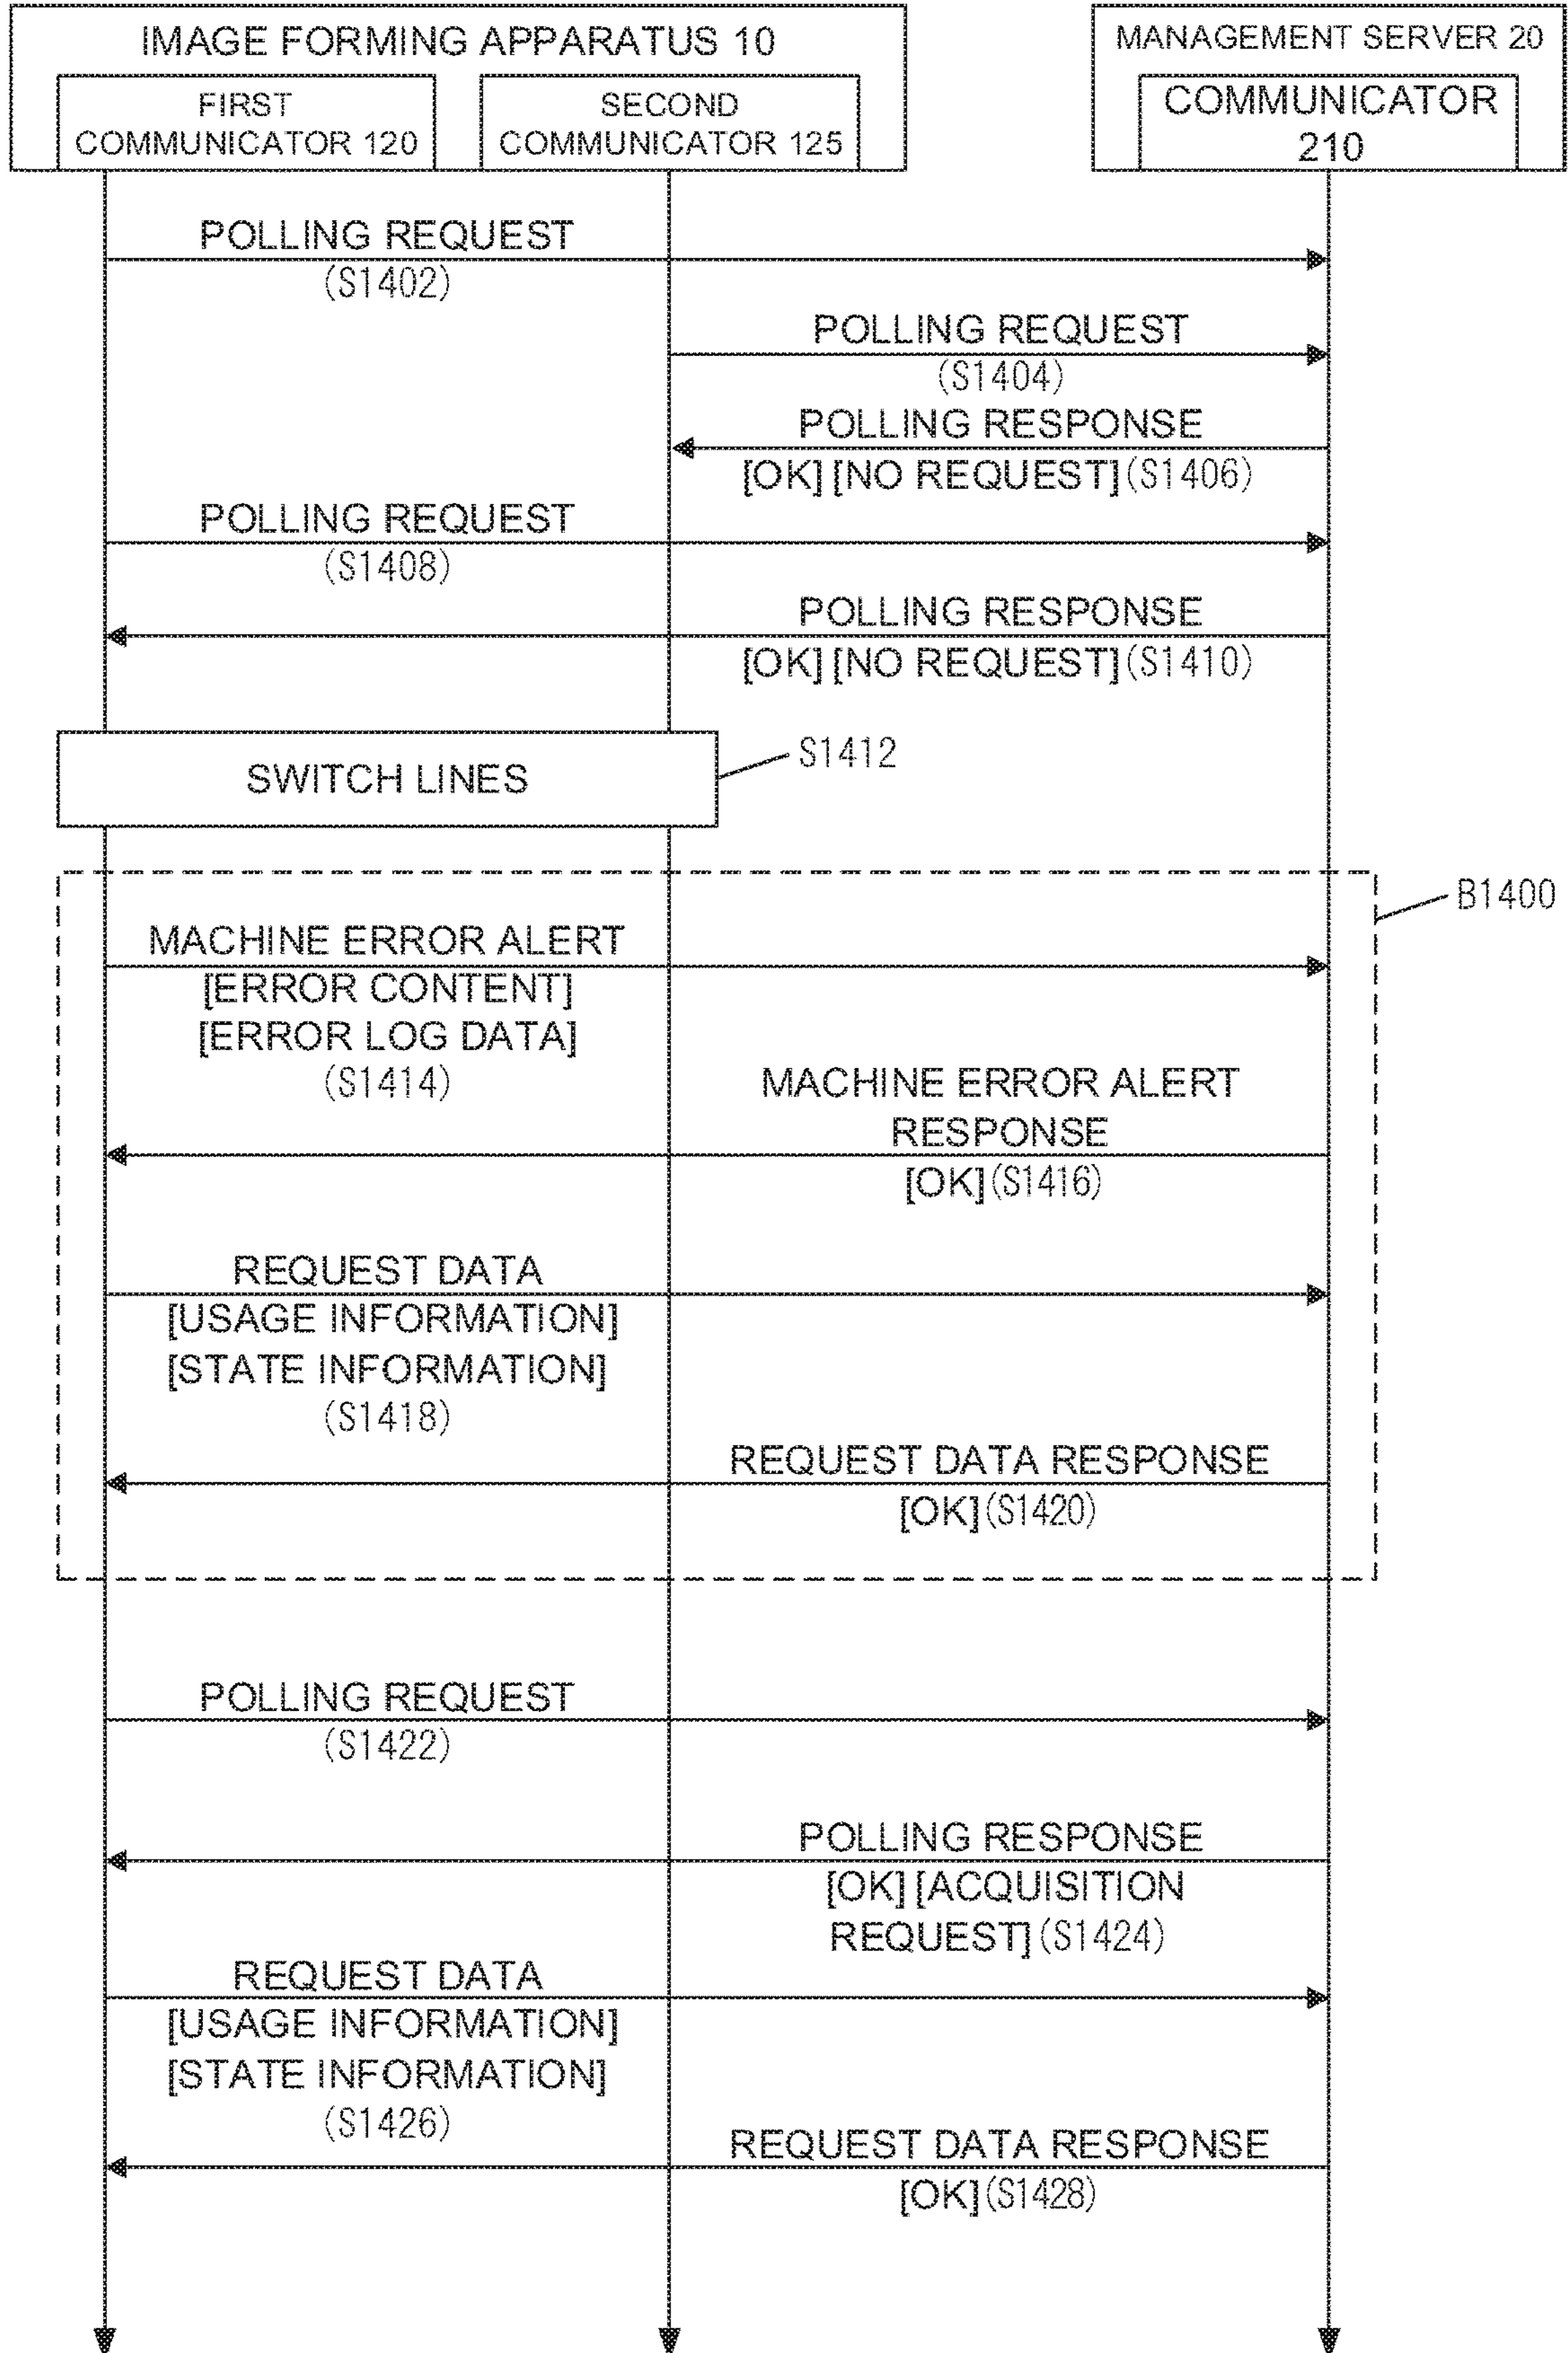 IMAGE FORMING APPARATUS 10
FIRST
COMMUNICATOR 120
SECOND
COMMUNICATOR 125
MANAGEMENT SERVER 20
COMMUNICATOR
210
POLLING REQUEST
(S1402)
POLLING REQUEST
(S1404)
POLLING RESPONSE
[OK] [NO REQUEST] (S1406)
POLLING REQUEST
(S1408)
POLLING RESPONSE
[OK] [NO REQUEST] (S1410)
SWITCH LINES
S1412
B1400
MACHINE ERROR ALERT
[ERROR CONTENT]
[ERROR LOG DATA]
(S1414)
MACHINE ERROR ALERT
RESPONSE
[OK] (S1416)
REQUEST DATA
[USAGE INFORMATION]
[STATE INFORMATION]
(S1418)
REQUEST DATA RESPONSE
[OK] (S1420)
POLLING REQUEST
(S1422)
POLLING RESPONSE
[OK] [ACQUISITION
REQUEST] (S1424)
REQUEST DATA
[USAGE INFORMATION]
[STATE INFORMATION]
(S1426)
REQUEST DATA RESPONSE
[OK] (S1428)